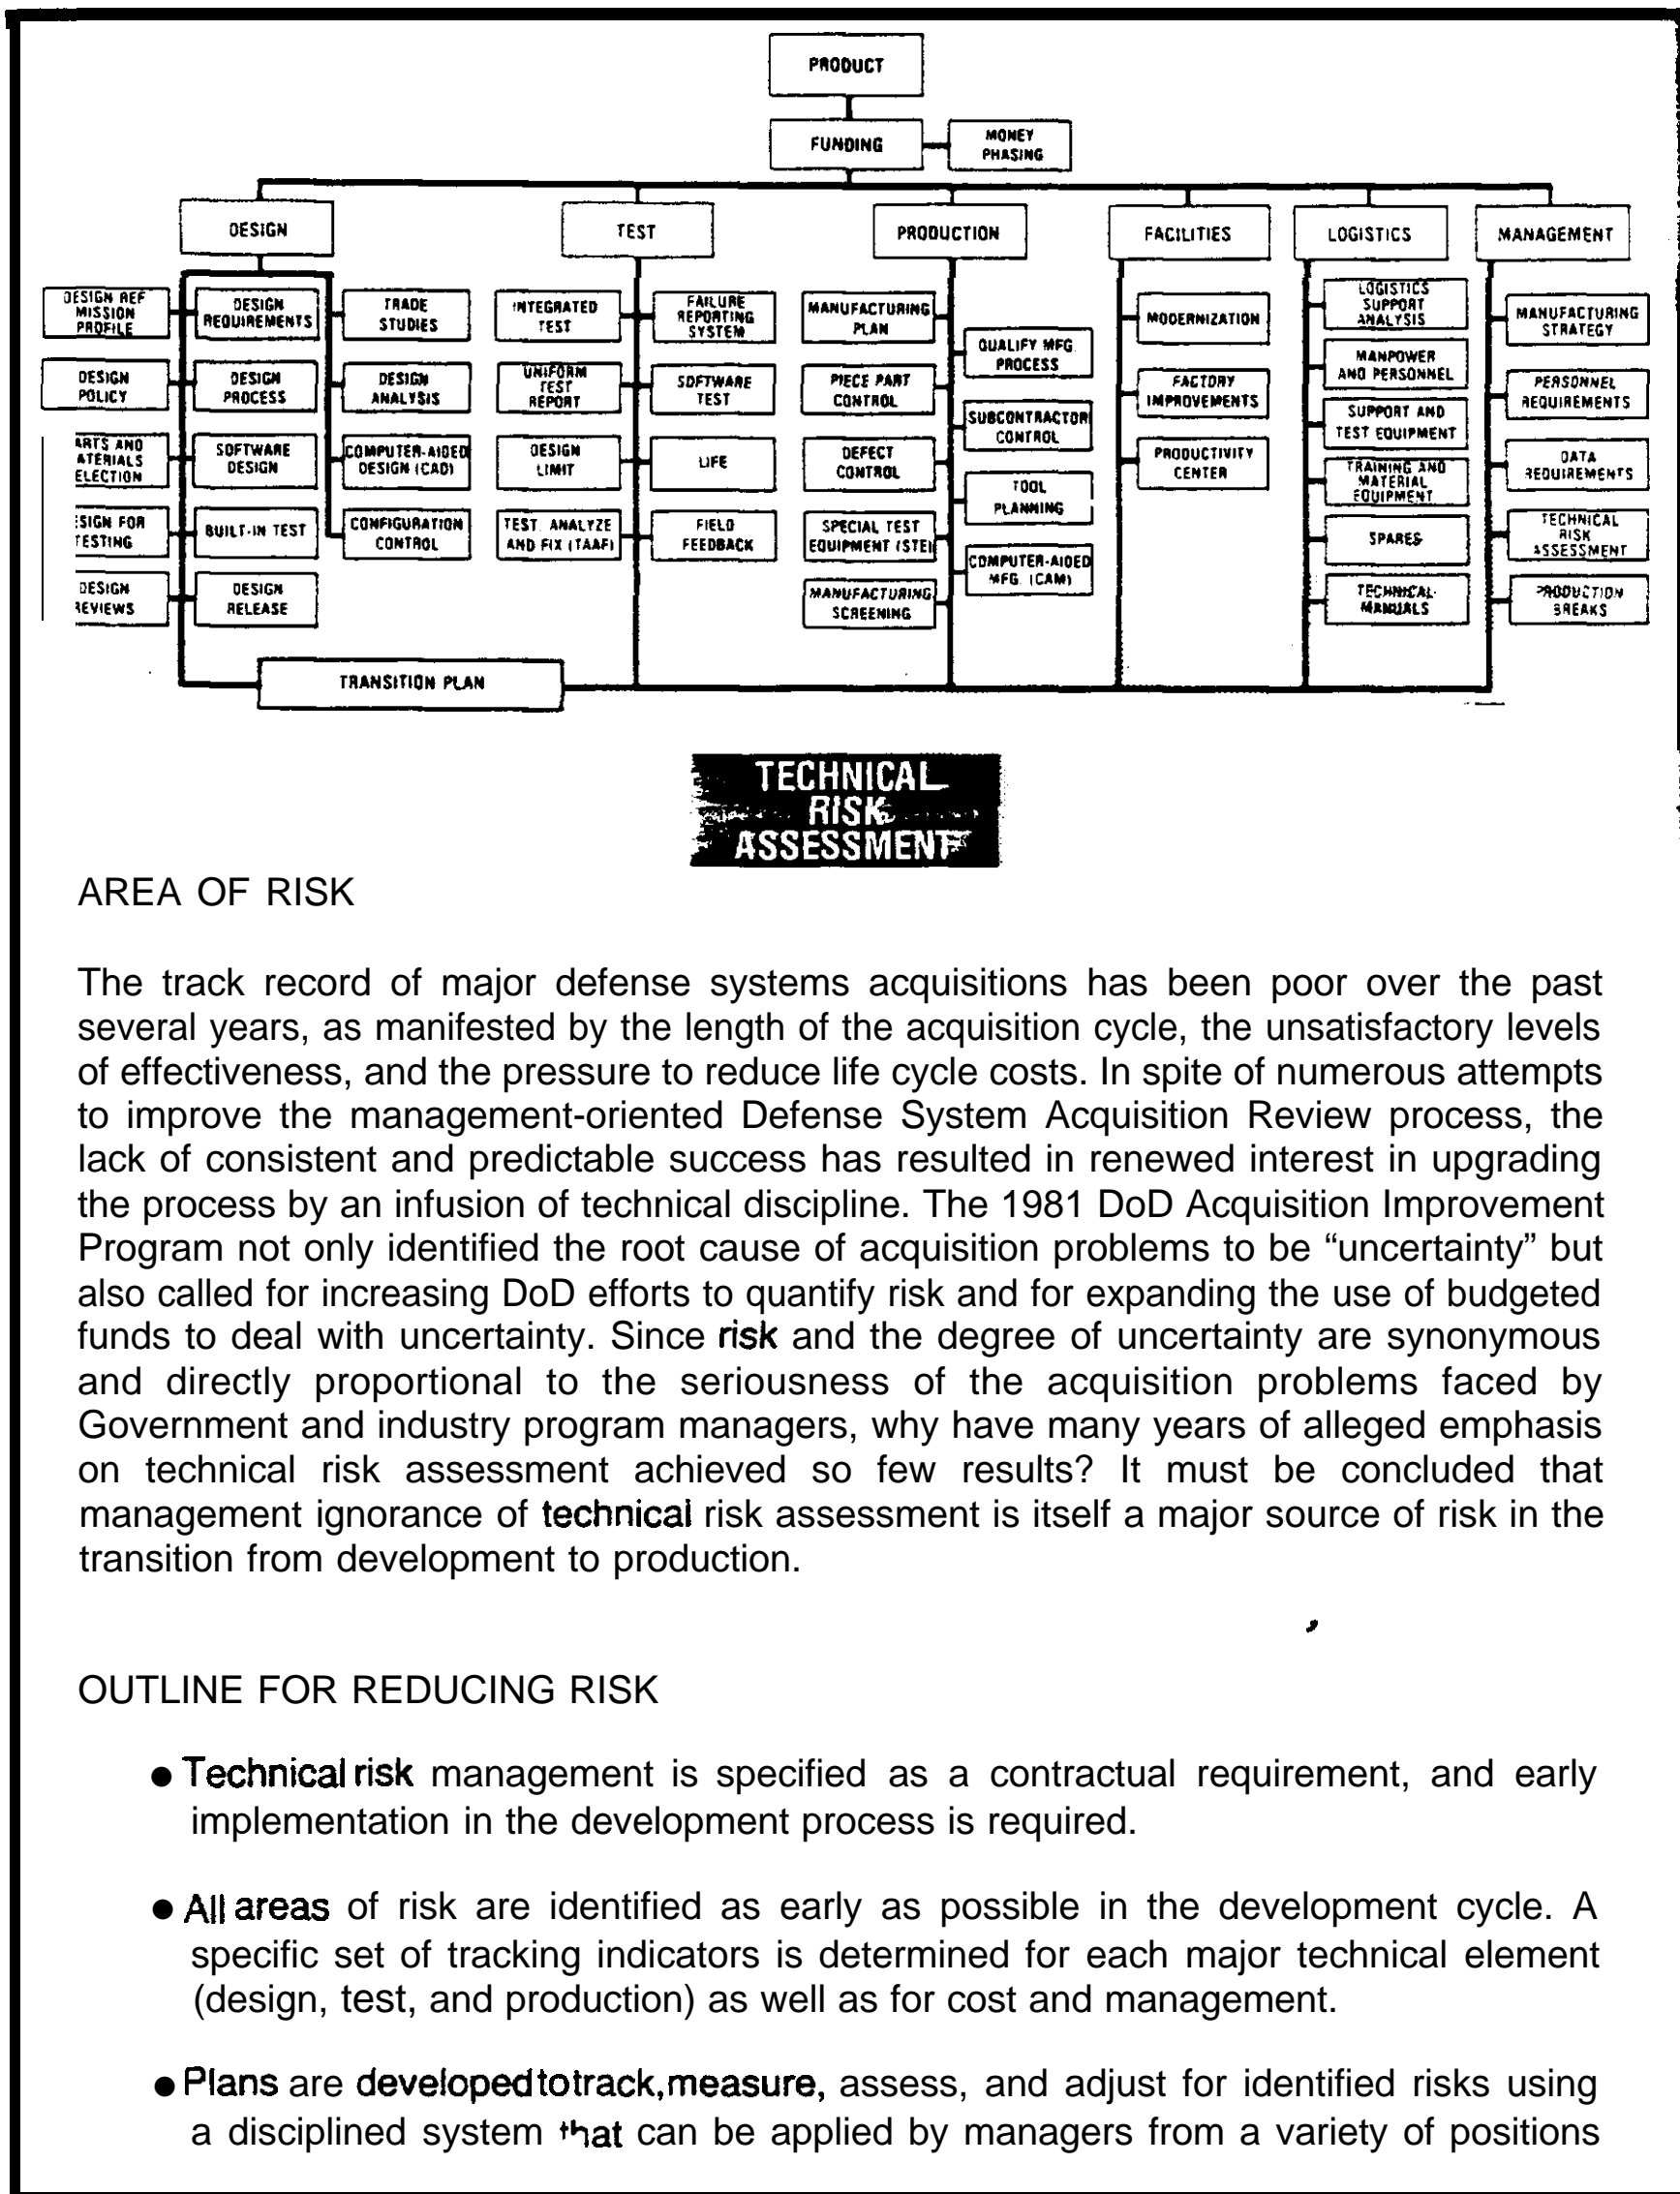 PRODUCT
FUNDING
MONEY
PHASING
DESIGN
TEST
PRODUCTION
FACILITIES
LOGISTICS
MANAGEMENT
DESIGN REF
MISSION
PROFILE
DESIGN
POLICY
ARTS AND
ATERIALS
ELECTION
ESIGN FOR
TESTING
DESIGN
REVIEWS
DESIGN
REQUIREMENTS
DESIGN
PROCESS
SOFTWARE
DESIGN
BUILT-IN TEST
DESIGN
RELEASE
TRADE
STUDIES
DESIGN
ANALYSIS
COMPUTER-AIDED
DESIGN (CAD)
CONFIGURATION
CONTROL
INTEGRATED
TEST
UNIFORM
TEST
REPORT
DESIGN
LIMIT
TEST. ANALYZE
AND FIX (TAAF)
FAILURE
REPORTING
SYSTEM
SOFTWARE
TEST
LIFE
FIELD
FEEDBACK
MANUFACTURING
PLAN
PIECE PART
CONTROL
DEFECT
CONTROL
SPECIAL TEST
EQUIPMENT (STE)
MANUFACTURING
SCREENING
QUALIFY MFG.
PROCESS
SUBCONTRACTOR
CONTROL
TOOL
PLANNING
COMPUTER-AIDED
MFG. (CAM)
MODERNIZATION
FACTORY
IMPROVEMENTS
PRODUCTIVITY
CENTER
LOGISTICS
SUPPORT
ANALYSIS
MANPOWER
AND PERSONNEL
SUPPORT AND
TEST EQUIPMENT
TRAINING AND
MATERIAL
EQUIPMENT
SPARES
TECHNICAL
MANUALS
MANUFACTURING
STRATEGY
PERSONNEL
REQUIREMENTS
DATA
REQUIREMENTS
TECHNICAL
RISK
ASSESSMENT
PRODUCTION
BREAKS
TRANSITION PLAN
TECHNICAL
RISK
ASSESSMENT
AREA OF RISK
The track record of major defense systems acquisitions has been poor over the past
several years, as manifested by the length of the acquisition cycle, the unsatisfactory levels
of effectiveness, and the pressure to reduce life cycle costs. In spite of numerous attempts
to improve the management-oriented Defense System Acquisition Review process, the
lack of consistent and predictable success has resulted in renewed interest in upgrading
the process by an infusion of technical discipline. The 1981 DoD Acquisition Improvement
Program not only identified the root cause of acquisition problems to be “uncertainty” but
also called for increasing DoD efforts to quantify risk and for expanding the use of budgeted
funds to deal with uncertainty. Since risk and the degree of uncertainty are synonymous
and directly proportional to the seriousness of the acquisition problems faced by
Government and industry program managers, why have many years of alleged emphasis
on technical risk assessment achieved so few results? It must be concluded that
management ignorance of technical risk assessment is itself a major source of risk in the
transition from development to production.
OUTLINE FOR REDUCING RISK
● Technical risk management is specified as a contractual requirement, and early
implementation in the development process is required.
● All areas of risk are identified as early as possible in the development cycle. A
specific set of tracking indicators is determined for each major technical element
(design, test, and production) as well as for cost and management.
● Plans are developed to track, measure, assess, and adjust for identified risks using
a disciplined system that can be applied by managers from a variety of positions